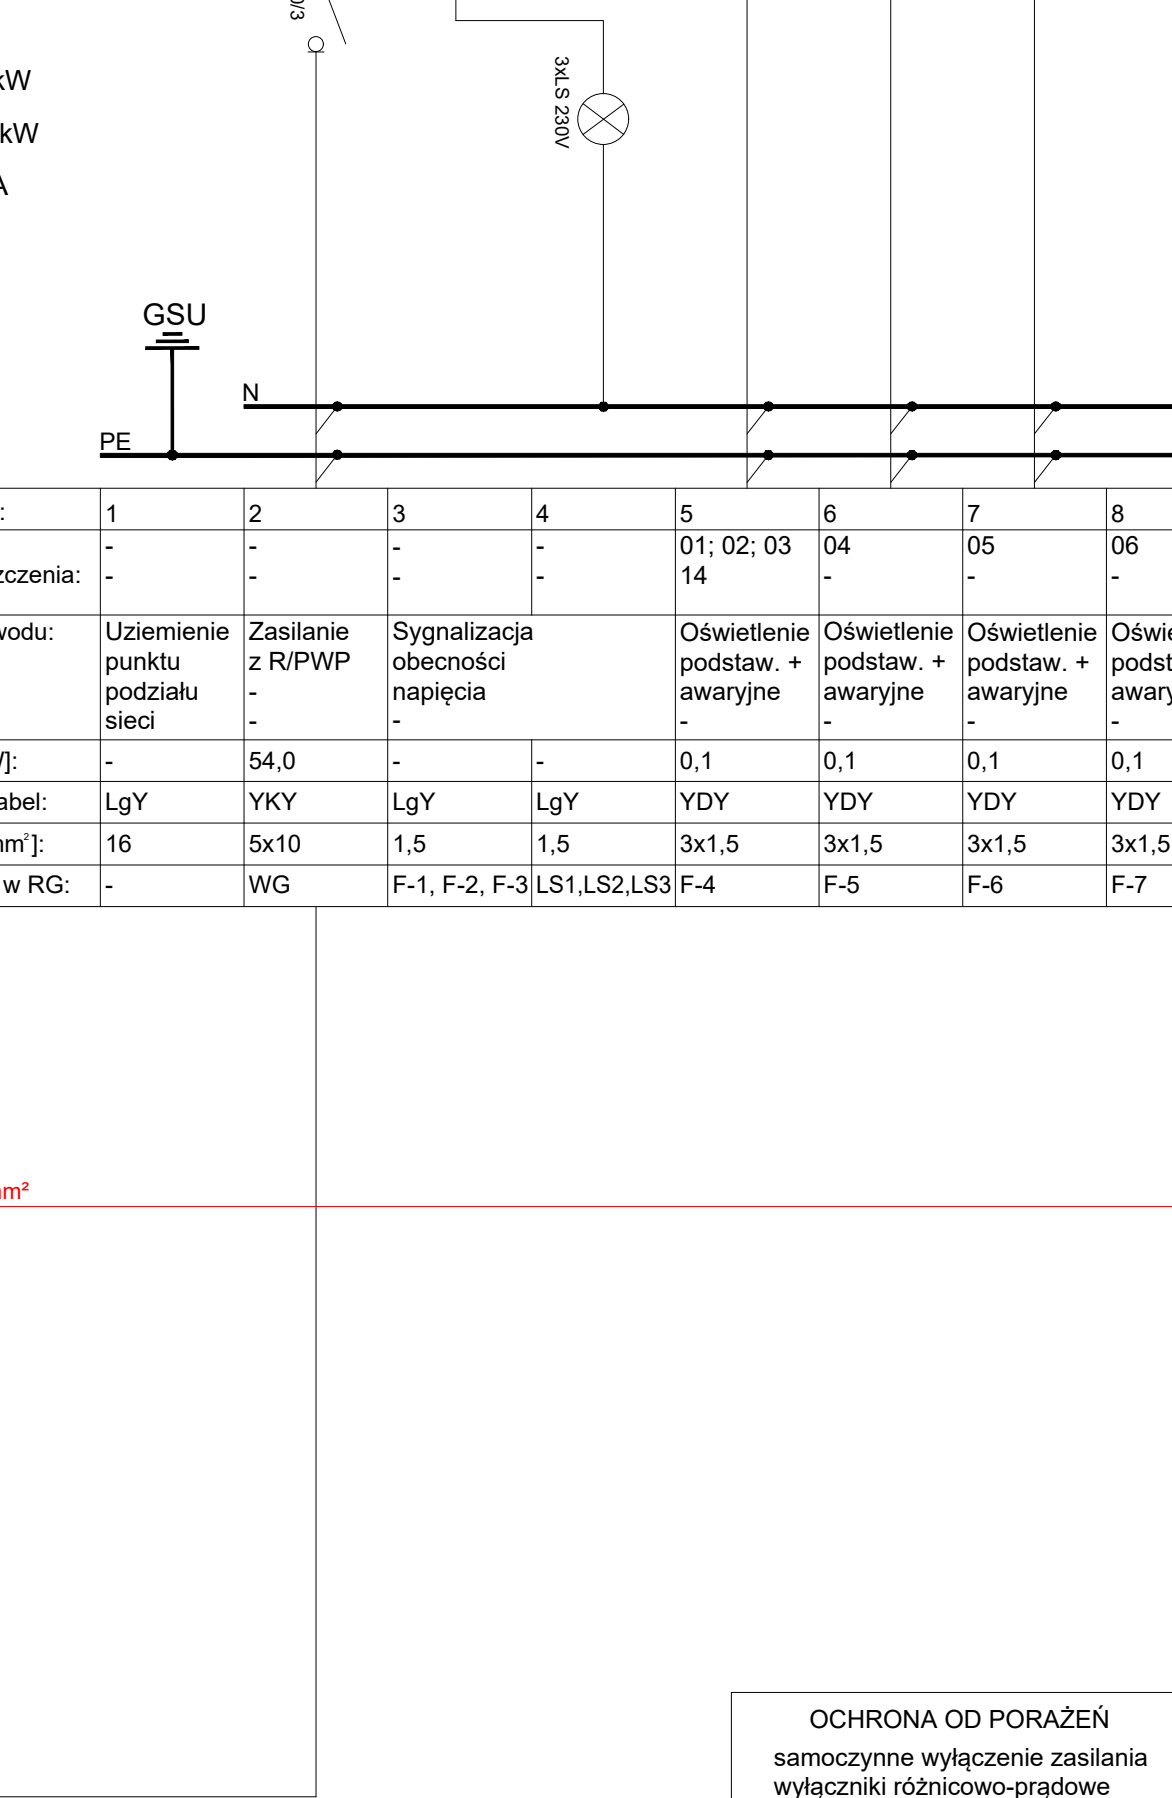 0/3
kW
3xLS 230V
kW
A
GSU
N
PE
: 1 2 3 4 5 6 7 8
- - - - 01; 02; 03 04 05 06
zczenia: - - - - 14 - - -
wodu: Uziemienie Zasilanie Sygnalizacja Oświetlenie Oświetlenie Oświetlenie Oświe
punktu z R/PWP obecności podstaw. + podstaw. + podstaw. + podst
podziału - napięcia awaryjne awaryjne awaryjne awary
sieci - - - - - -
]: - 54,0 - - 0,1 0,1 0,1 0,1
abel: LgY YKY LgY LgY YDY YDY YDY YDY
mm²]: 16 5x10 1,5 1,5 3x1,5 3x1,5 3x1,5 3x1,5
w RG: - WG F-1, F-2, F-3 LS1,LS2,LS3 F-4 F-5 F-6 F-7
mm²
OCHRONA OD PORAŻEŃ
samoczynne wyłączenie zasilania
wyłączniki różnicowo-prądowe